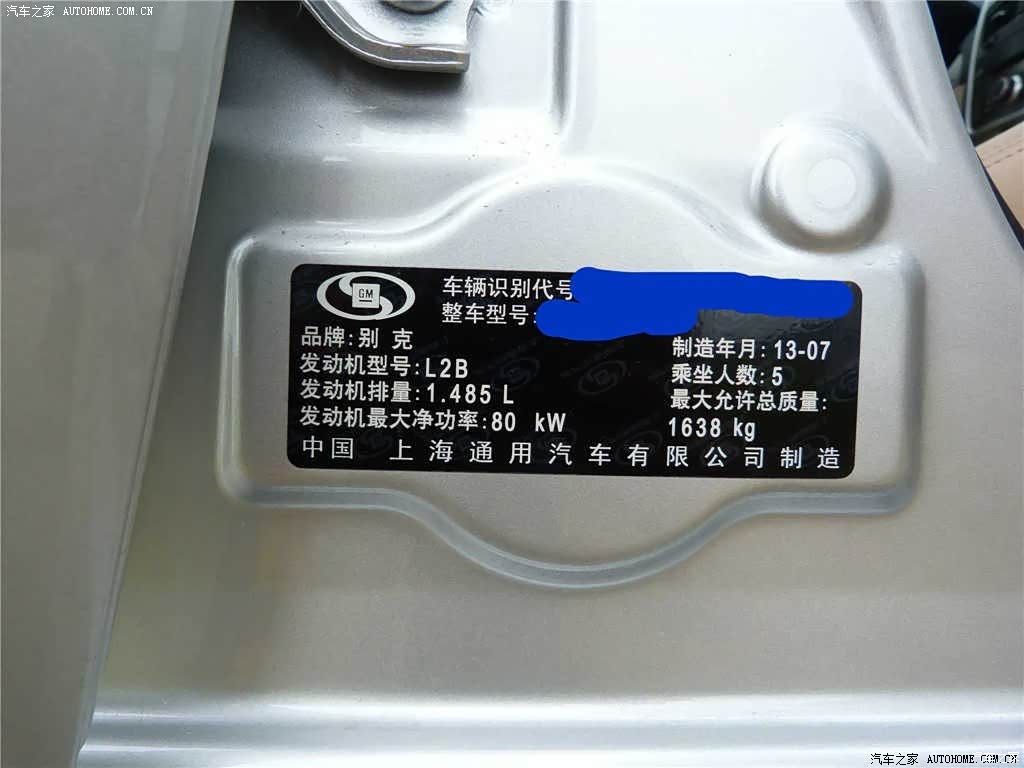 汽车之家 AUTOHOME.COM.CN
GM
车辆识别代号
整车型号:
品牌:别 克
制造年月:13-07
发动机型号:L2B
乘坐人数:5
发动机排量:1.485 L
最大允许总质量:
发动机最大净功率:80 kW
1638 kg
中国 上海通用汽车有限公司制造
汽车之家 AUTOHOME.COM.CN